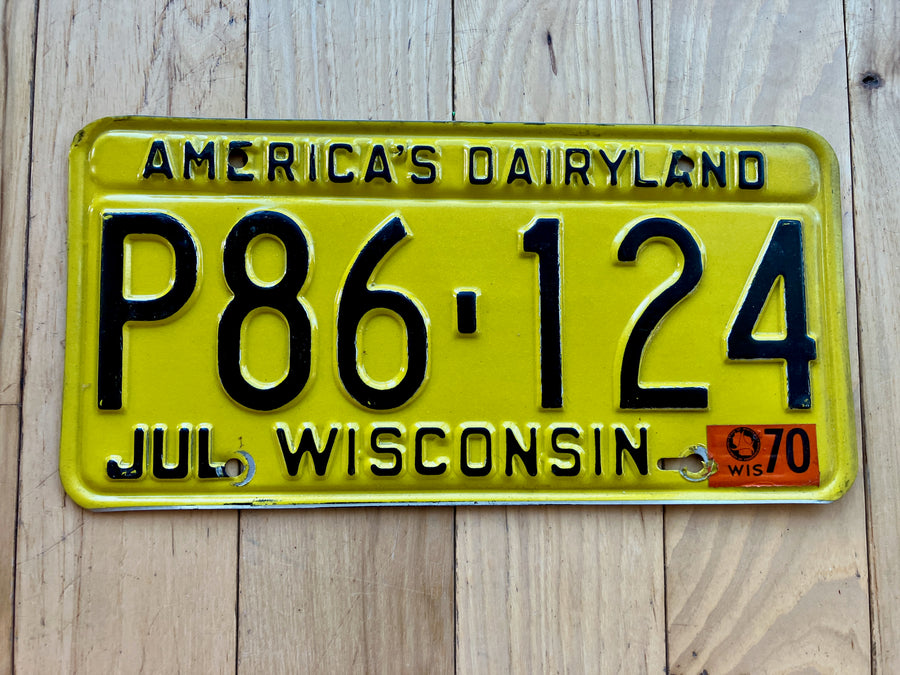 AMERICA'S DAIRYLAND
P86-124
JUL WISCONSIN WIS 70